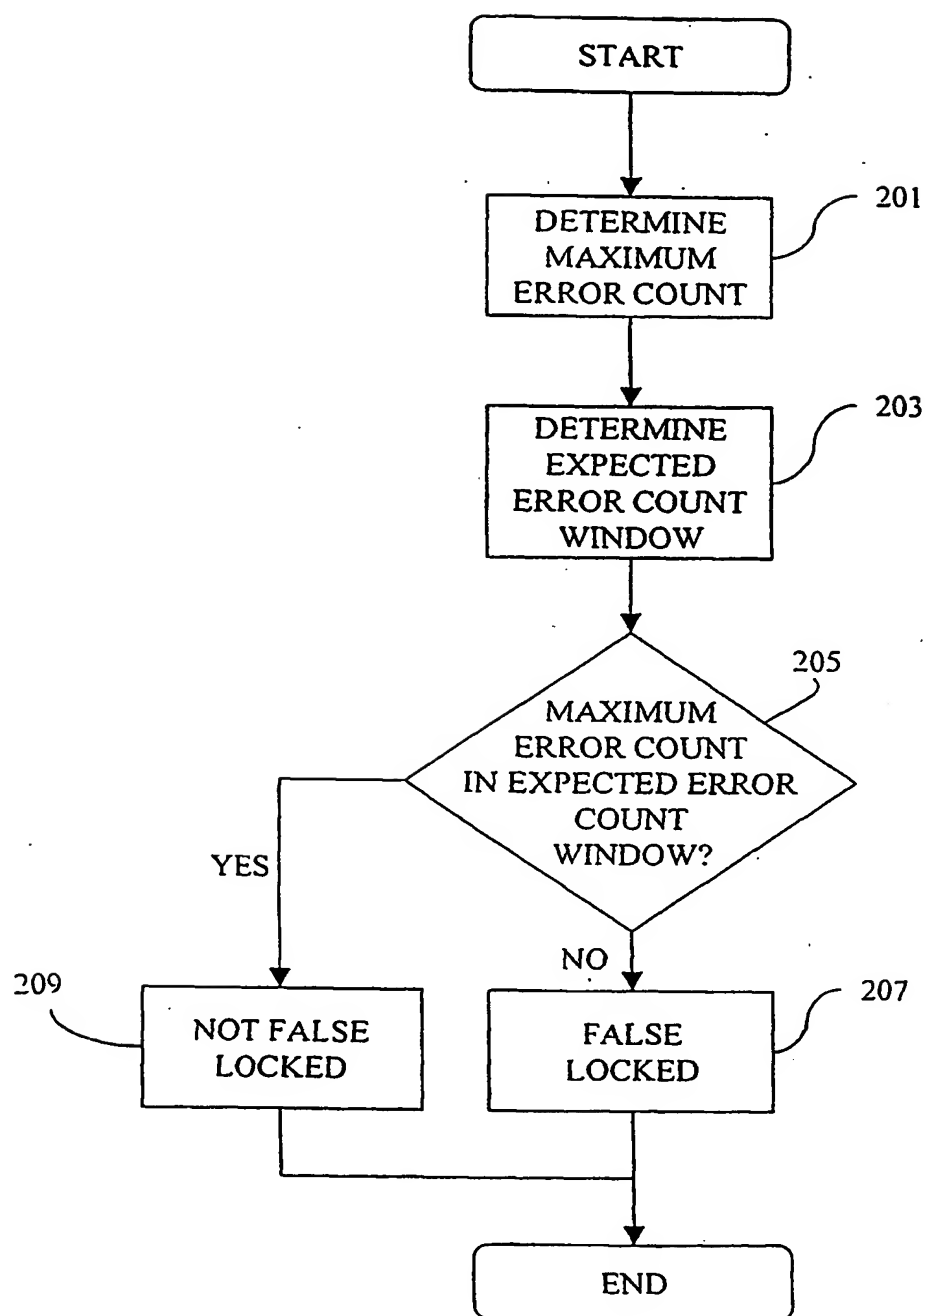 START
201
DETERMINE
MAXIMUM
ERROR COUNT
203
DETERMINE
EXPECTED
ERROR COUNT
WINDOW
205
MAXIMUM
ERROR COUNT
IN EXPECTED ERROR
COUNT
WINDOW?
YES
NO
209
NOT FALSE
LOCKED
207
FALSE
LOCKED
END